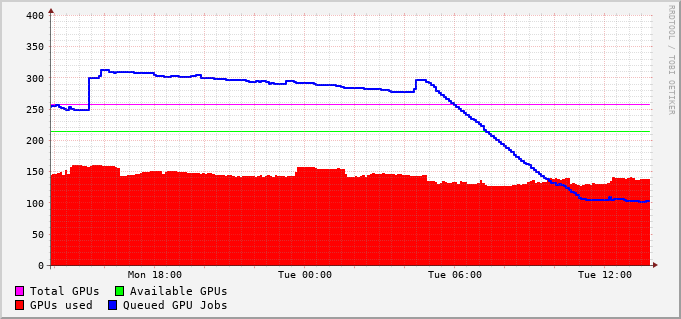 400
350
300
250
200
150
100
50
0
Mon 18:00 Tue 00:00 Tue 06:00 Tue 12:00
Total GPUs Available GPUs
GPUs used Queued GPU Jobs
RRDTOOL / TOBI OETIKER